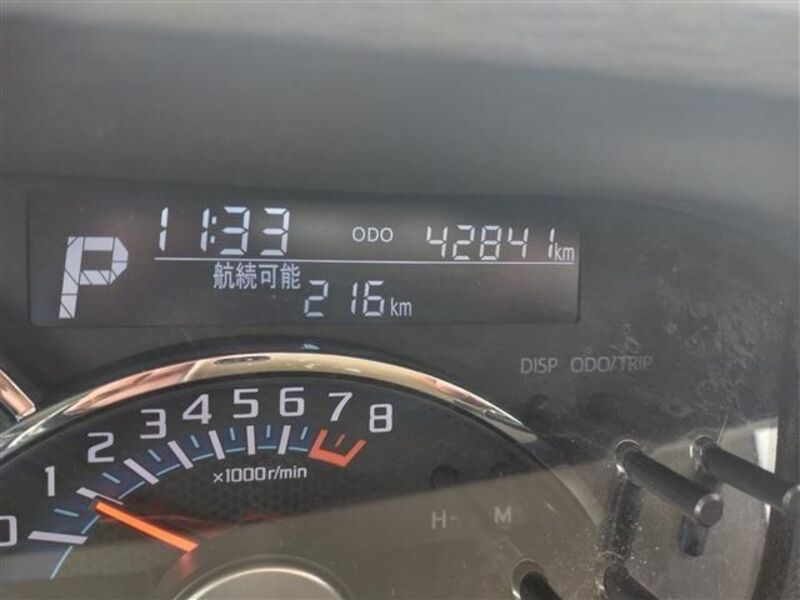 P 11:33 ODO 42841km
航続可能 216km
DISP ODO/TRIP
0 1 2 3 4 5 6 7 8
×1000r/min
H- M